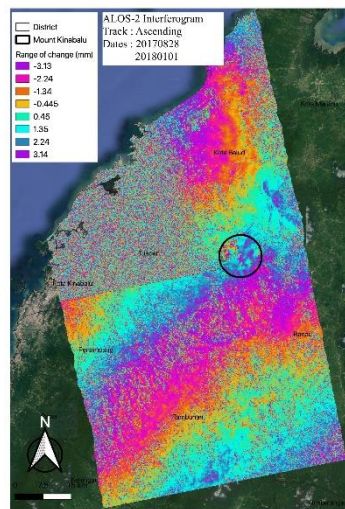 ALOS-2 Interferogram
Track : Ascending
Dates : 20170828
20180101
District
Mount Kinabalu
Range of change (mm)
-3.13
-2.24
-1.34
-0.445
0.45
1.35
2.24
3.14
Kota Belud
Tuaran
Kota Kinabalu
Ranau
Penampang
Tambunan
N